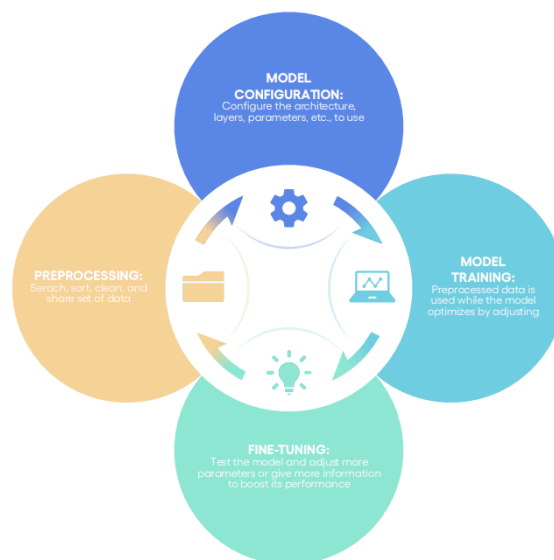 MODEL
CONFIGURATION:
Configure the architecture,
layers, parameters, etc., to use
PREPROCESSING:
Serach, sort, clean, and
share set of data
MODEL
TRAINING:
Preprocessed data is
used while the model
optimizes by adjusting
FINE-TUNING:
Test the model and adjust more
parameters or give more information
to boost its performance